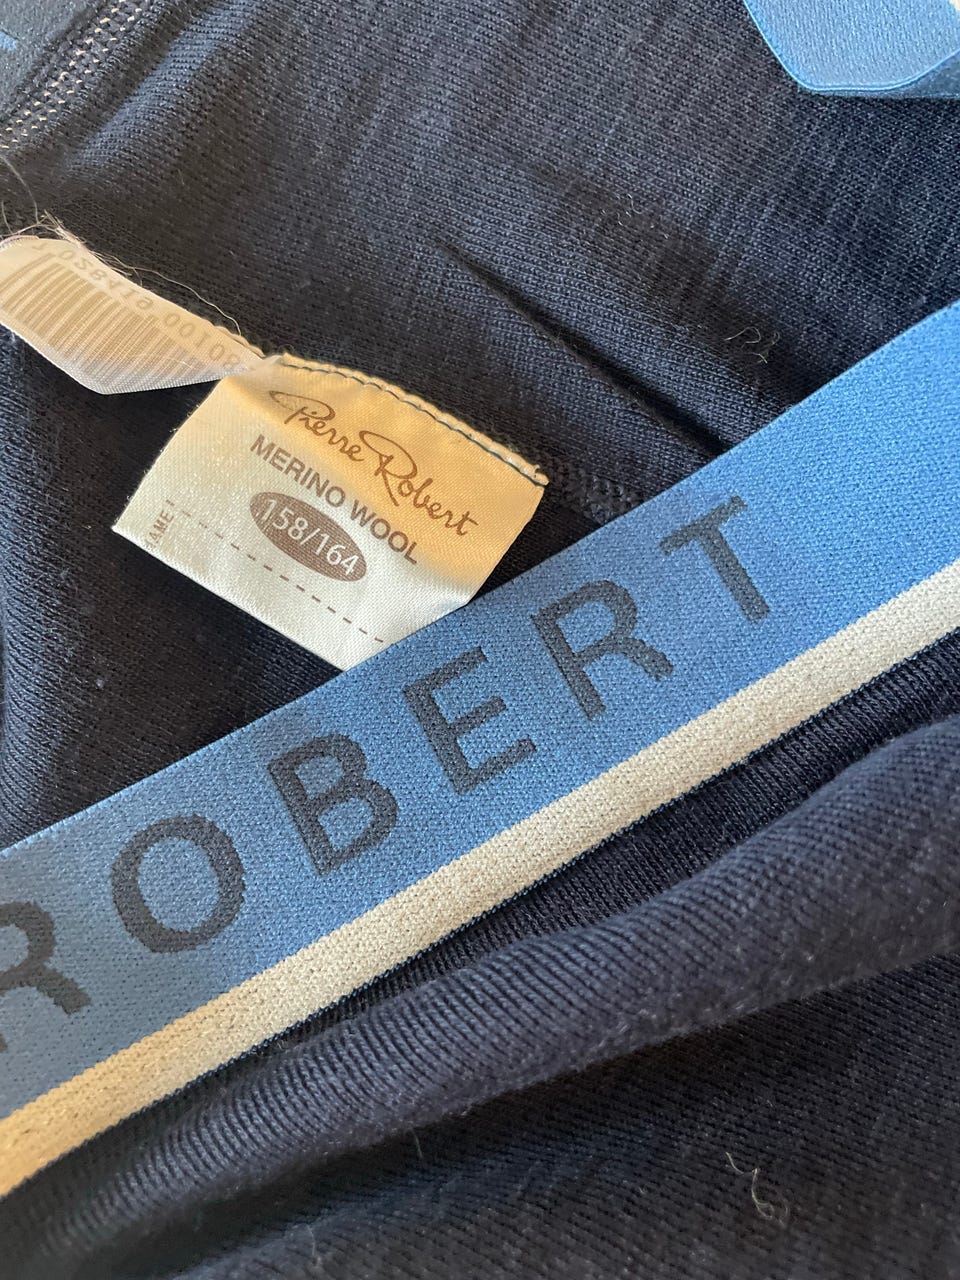 Pierre Robert
MERINO WOOL
158/164
ROBERT